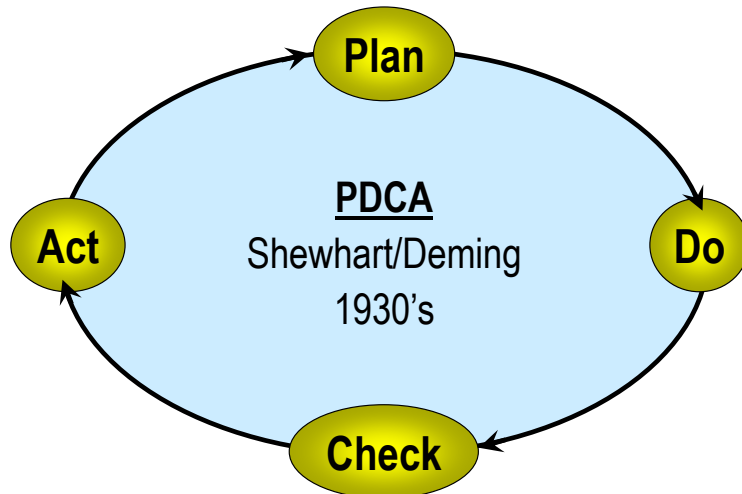 Plan
PDCA
Shewhart/Deming
1930’s
Act
Do
Check